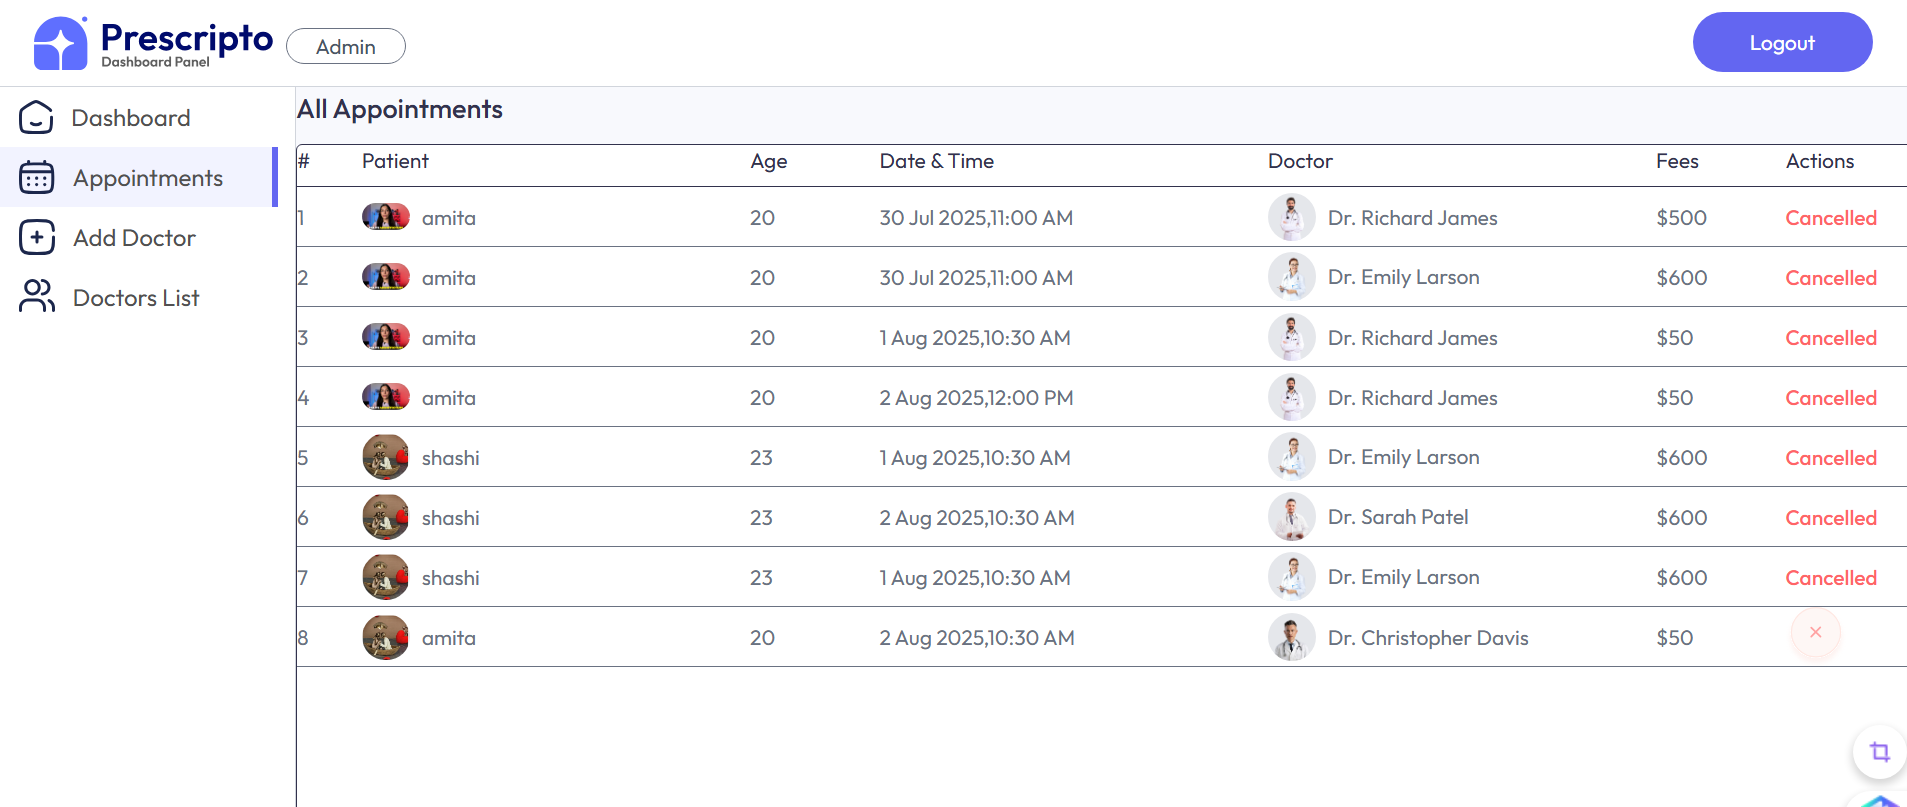 Prescripto
Dashboard Panel
Admin
Logout
Dashboard
Appointments
Add Doctor
Doctors List
All Appointments
# Patient Age Date & Time Doctor Fees Actions
1 amita 20 30 Jul 2025,11:00 AM Dr. Richard James $500 Cancelled
2 amita 20 30 Jul 2025,11:00 AM Dr. Emily Larson $600 Cancelled
3 amita 20 1 Aug 2025,10:30 AM Dr. Richard James $50 Cancelled
4 amita 20 2 Aug 2025,12:00 PM Dr. Richard James $50 Cancelled
5 shashi 23 1 Aug 2025,10:30 AM Dr. Emily Larson $600 Cancelled
6 shashi 23 2 Aug 2025,10:30 AM Dr. Sarah Patel $600 Cancelled
7 shashi 23 1 Aug 2025,10:30 AM Dr. Emily Larson $600 Cancelled
8 amita 20 2 Aug 2025,10:30 AM Dr. Christopher Davis $50